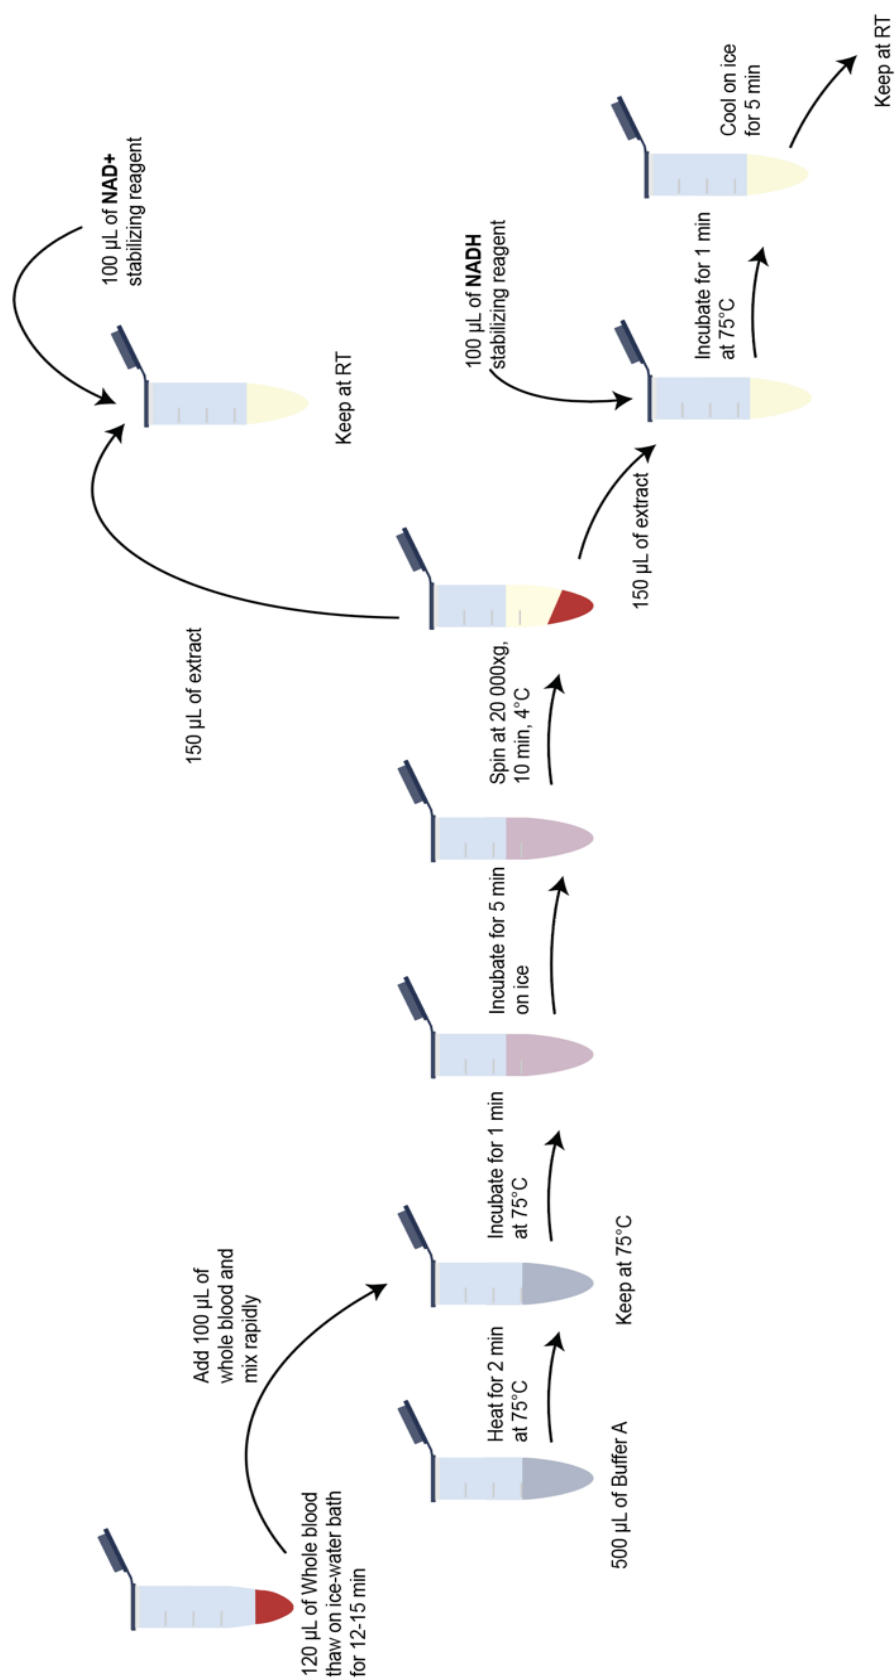 120 µL of Whole blood
thaw on ice-water bath
for 12-15 min
Add 100 µL of
whole blood and
mix rapidly
500 µL of Buffer A
Heat for 2 min
at 75°C
Keep at 75°C
Incubate for 1 min
at 75°C
Incubate for 5 min
on ice
Spin at 20 000xg,
10 min, 4°C
150 µL of extract
100 µL of NAD+
stabilizing reagent
Keep at RT
150 µL of extract
100 µL of NADH
stabilizing reagent
Incubate for 1 min
at 75°C
Cool on ice
for 5 min
Keep at RT